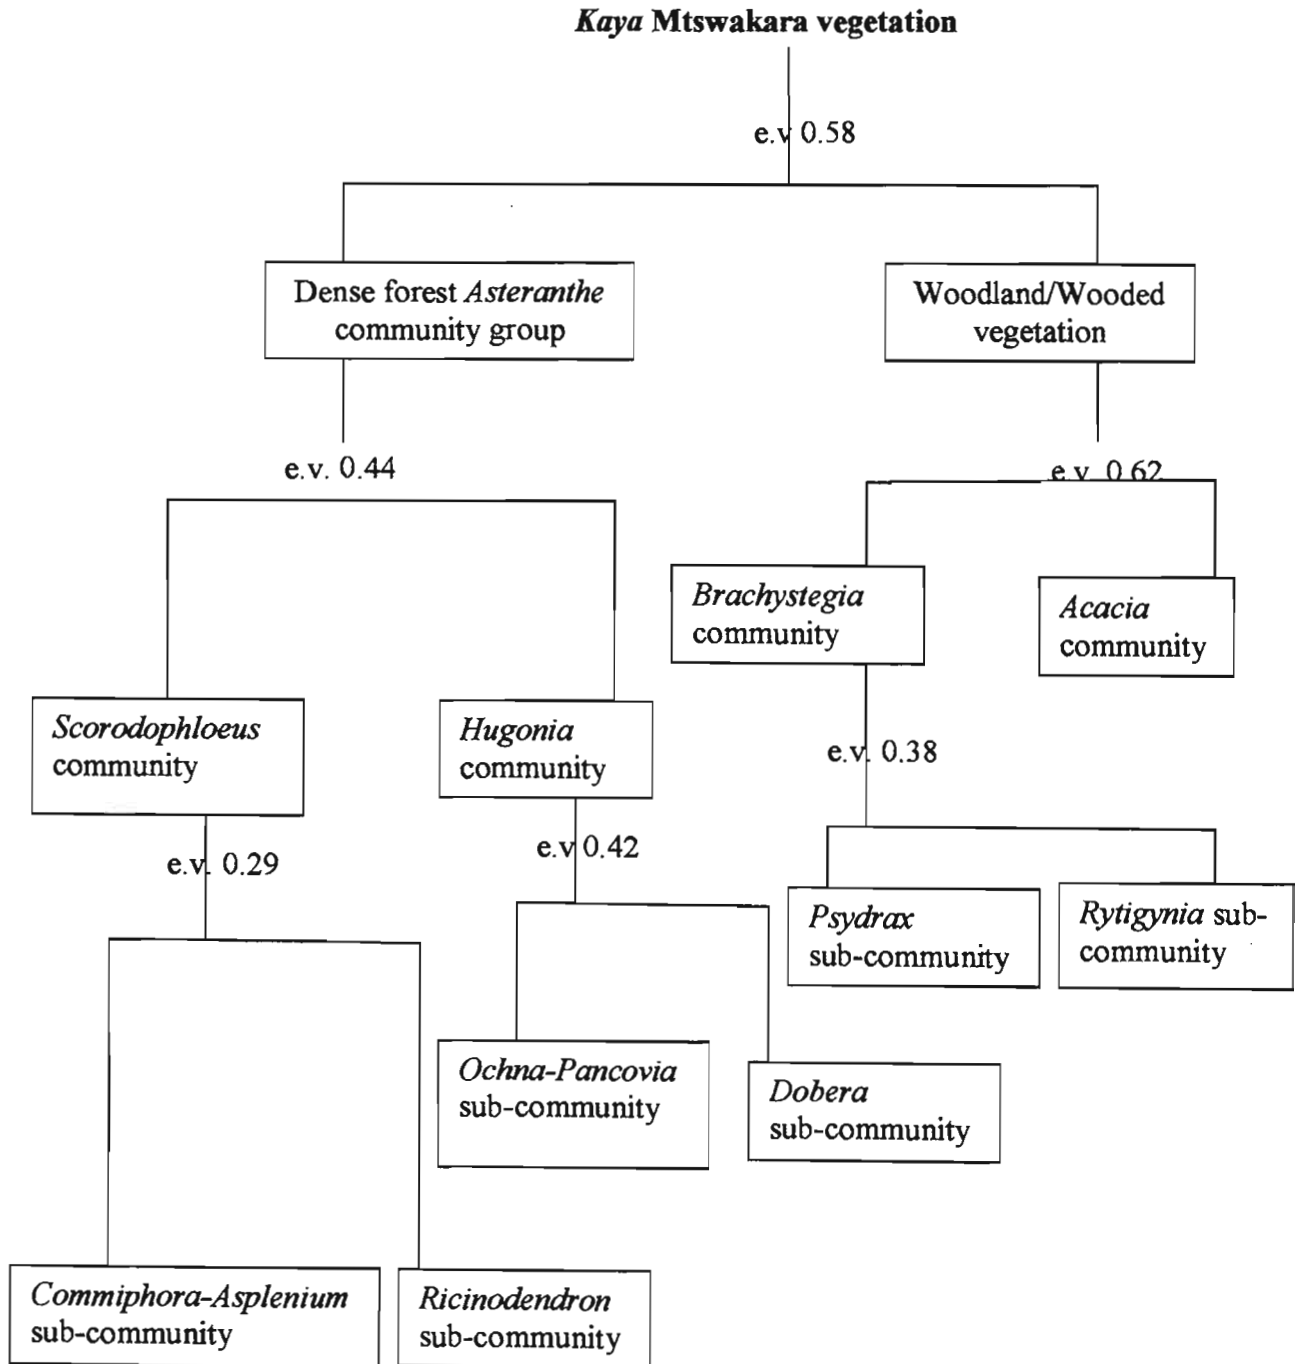 Kaya Mtswakara vegetation
e.v 0.58
Dense forest Asteranthe
community group
Woodland/Wooded
vegetation
e.v. 0.44
e.v. 0.62
Brachystegia
community
Acacia
community
Scorodophloeus
community
Hugonia
community
e.v. 0.38
e.v. 0.29
e.v 0.42
Psydrax
sub-community
Rytigynia sub-
community
Ochna-Pancovia
sub-community
Dobera
sub-community
Commiphora-Asplenium
sub-community
Ricinodendron
sub-community